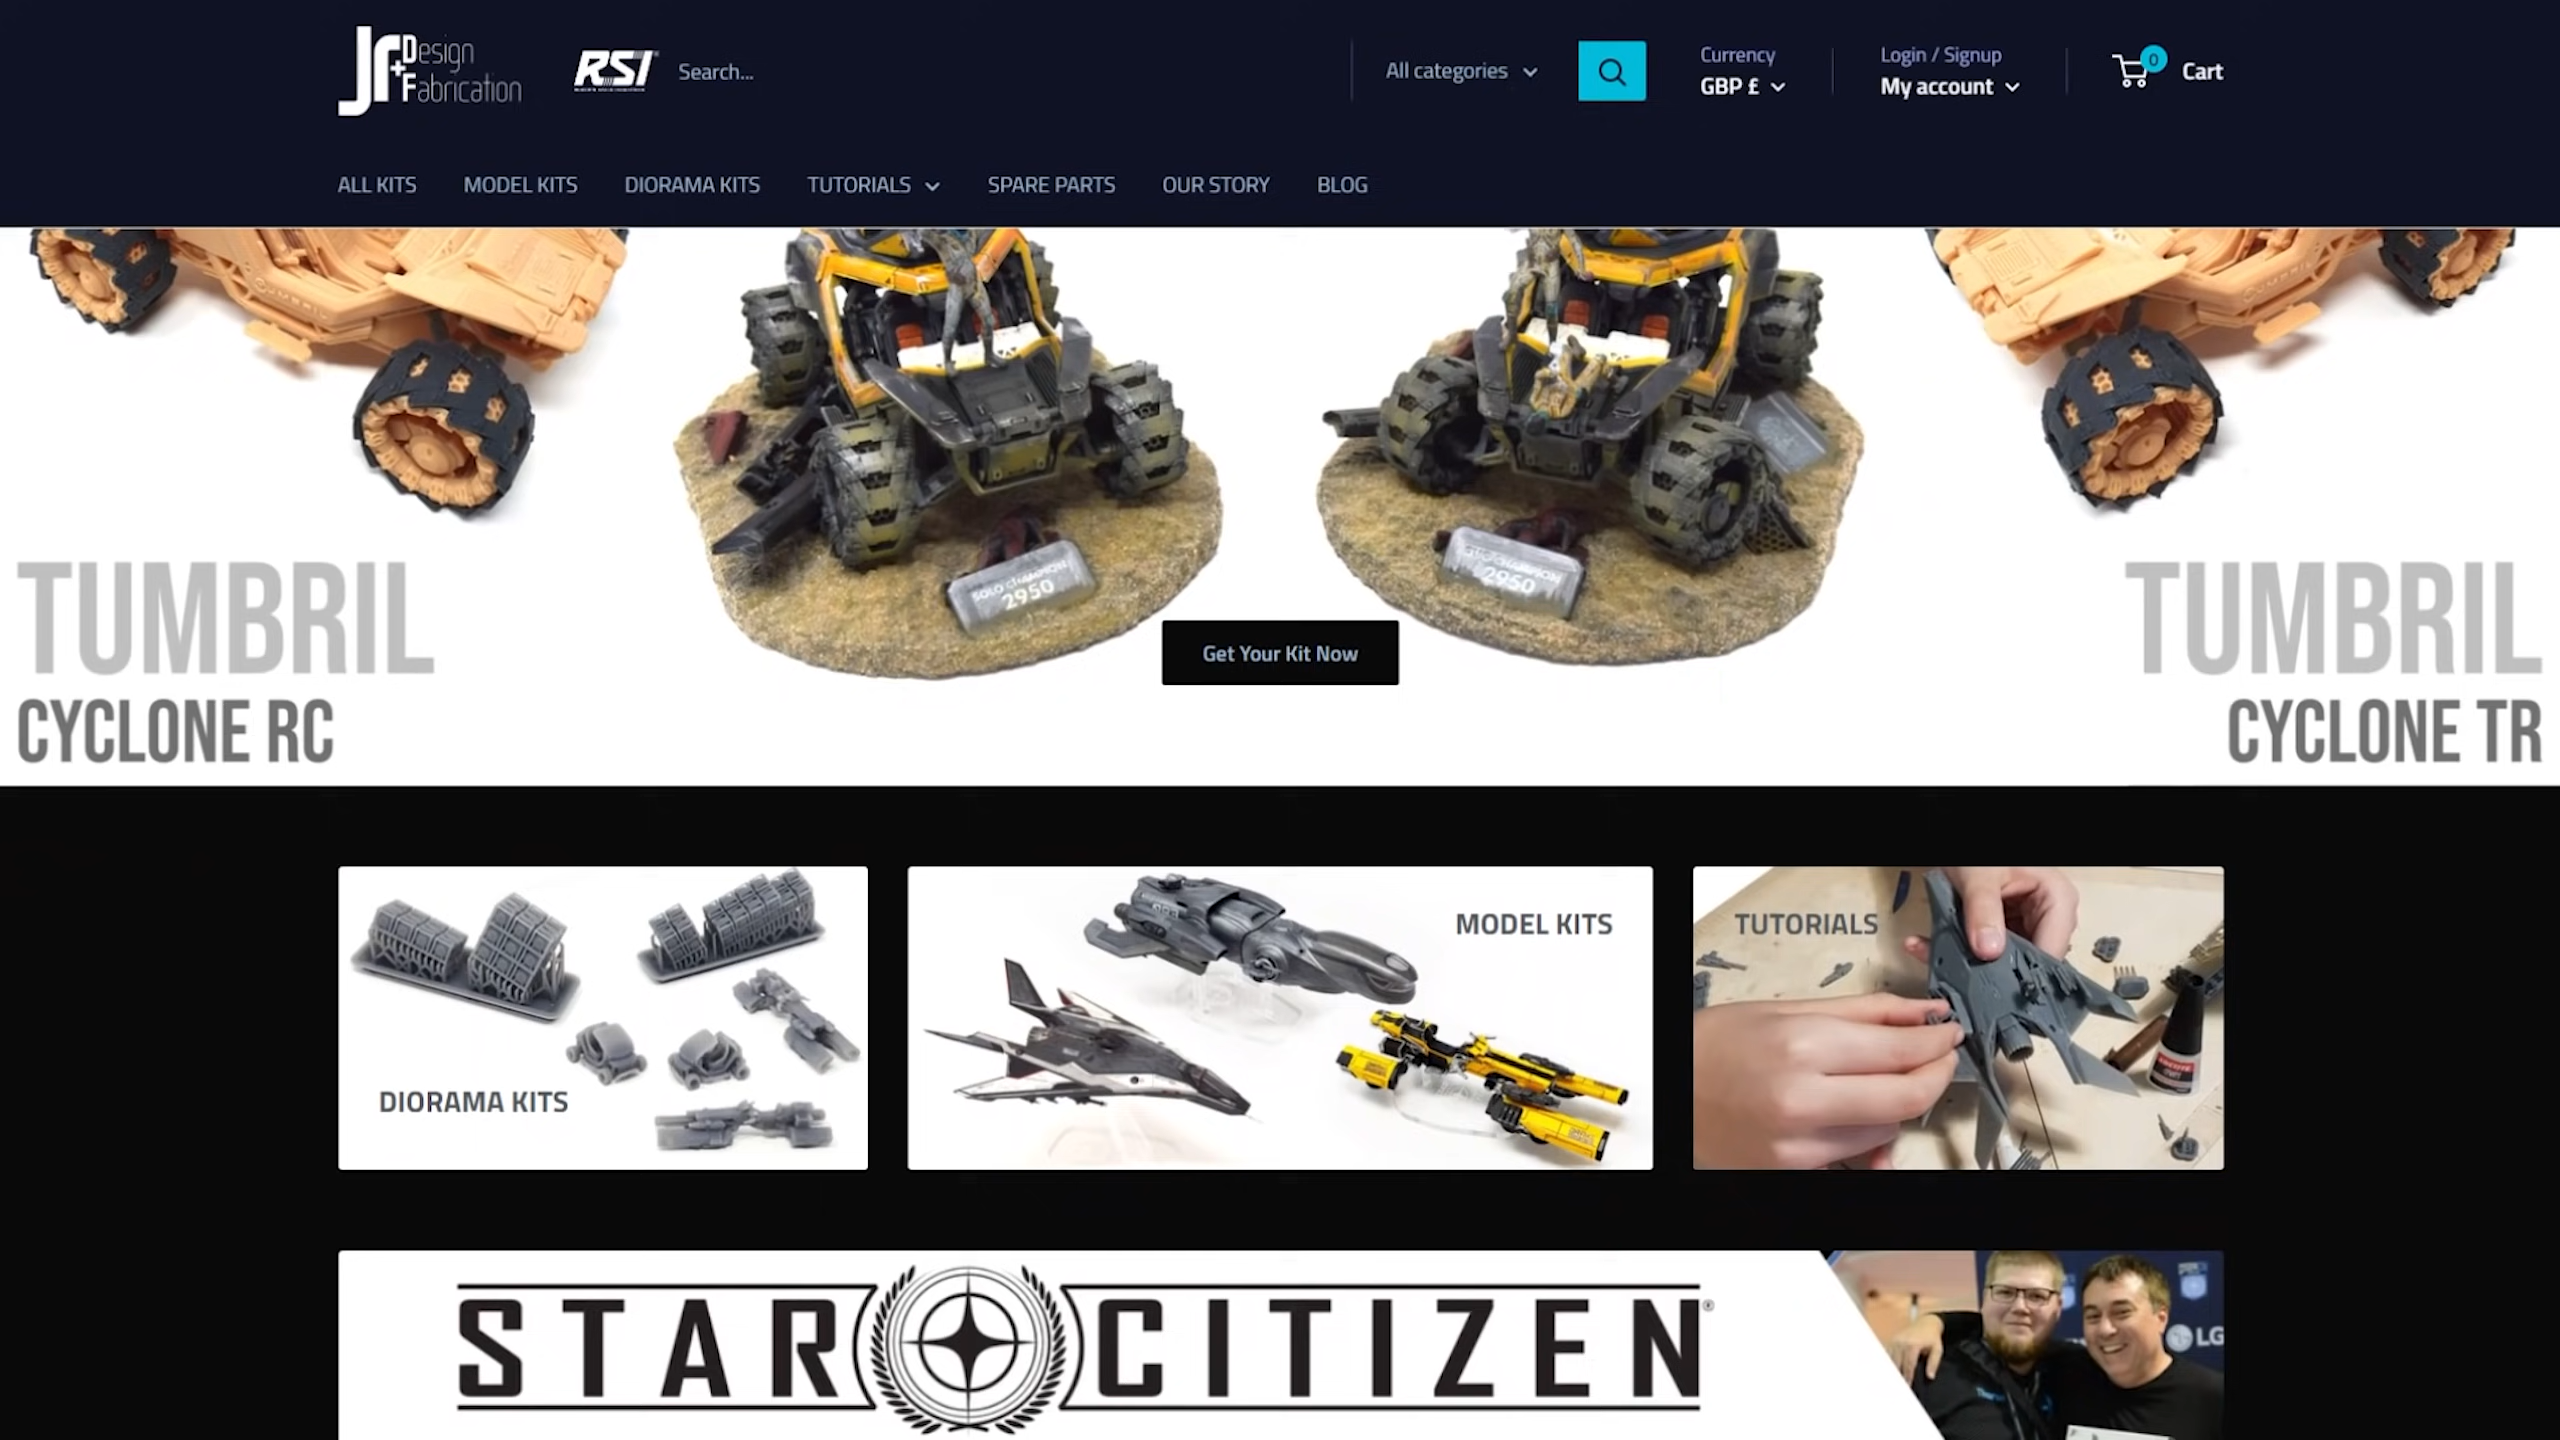 Jr Design
+ Fabrication
RSI
Search...
All categories
Currency
GBP £
Login / Signup
My account
0
Cart
ALL KITS
MODEL KITS
DIORAMA KITS
TUTORIALS
SPARE PARTS
OUR STORY
BLOG
SOLO CHAMPION
2950
2950
TUMBRIL
CYCLONE RC
Get Your Kit Now
TUMBRIL
CYCLONE TR
DIORAMA KITS
MODEL KITS
TUTORIALS
STAR CITIZEN®
LG